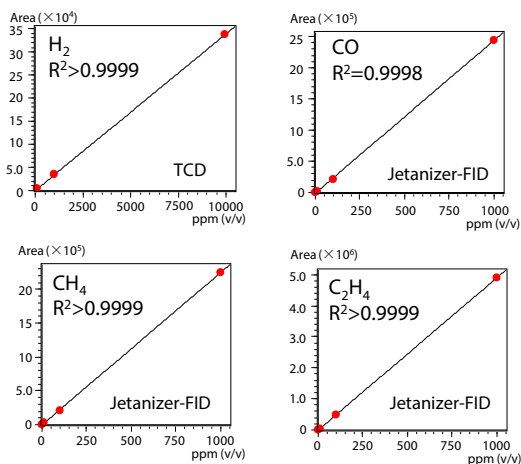 Area (×10⁴)
35
30
25
20
15
10
5.0
0
H₂
R²>0.9999
TCD
0 2500 5000 7500 10000
ppm (v/v)
Area (×10⁵)
25
20
15
10
5.0
0
CO
R²=0.9998
Jetanizer-FID
0 250 500 750 1000
ppm (v/v)
Area (×10⁵)
20
15
10
5.0
0
CH₄
R²>0.9999
Jetanizer-FID
0 250 500 750 1000
ppm (v/v)
Area (×10⁶)
5.0
4.0
3.0
2.0
1.0
0
C₂H₄
R²>0.9999
Jetanizer-FID
0 250 500 750 1000
ppm (v/v)